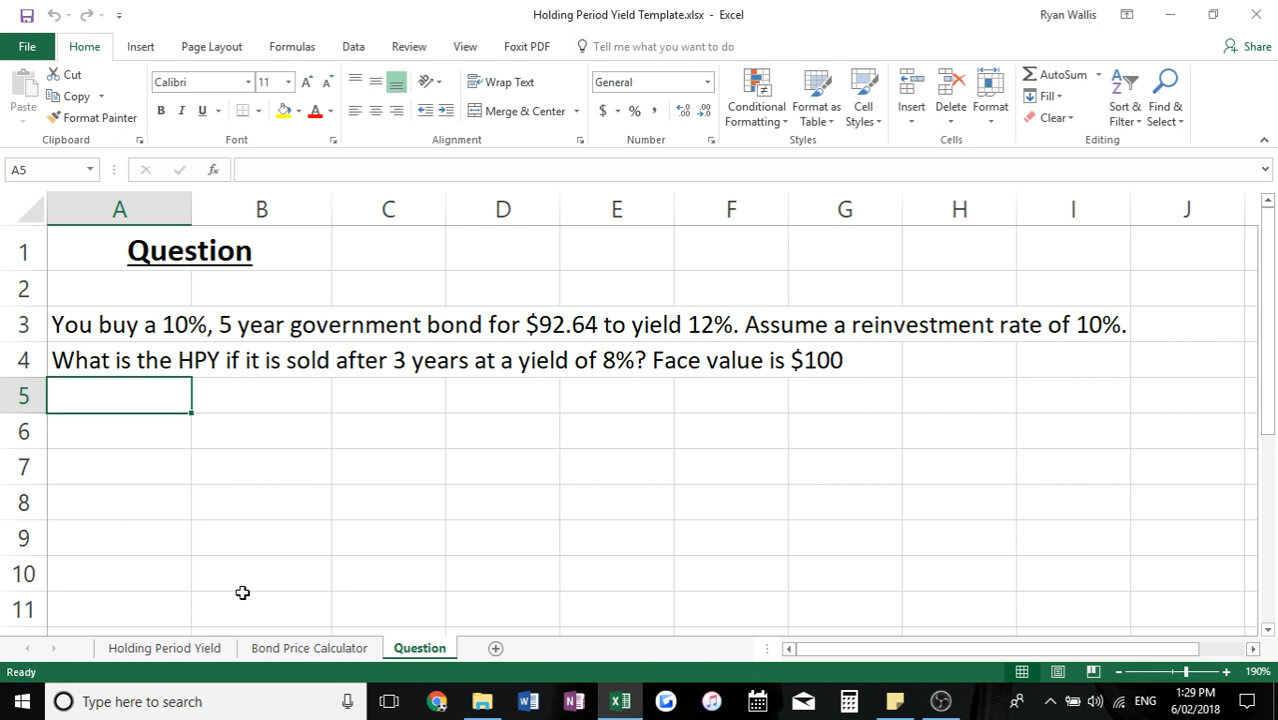 Holding Period Yield Template.xlsx - Excel
Ryan Wallis
File Home Insert Page Layout Formulas Data Review View Foxit PDF Tell me what you want to do Share
Paste
Cut
Copy
Format Painter
Clipboard
Calibri 11
B I U A
Font
Wrap Text
Merge & Center
Alignment
General
$ % ,
Number
Conditional Formatting
Format as Table
Cell Styles
Styles
Insert Delete Format
Cells
AutoSum
Fill
Clear
Sort & Filter
Find & Select
Editing
A5 fx
A B C D E F G H I J
1 Question
2
3 You buy a 10%, 5 year government bond for $92.64 to yield 12%. Assume a reinvestment rate of 10%.
4 What is the HPY if it is sold after 3 years at a yield of 8%? Face value is $100
5
6
7
8
9
10
11
Holding Period Yield Bond Price Calculator Question
Ready 190%
Type here to search ENG 1:29 PM
6/02/2018